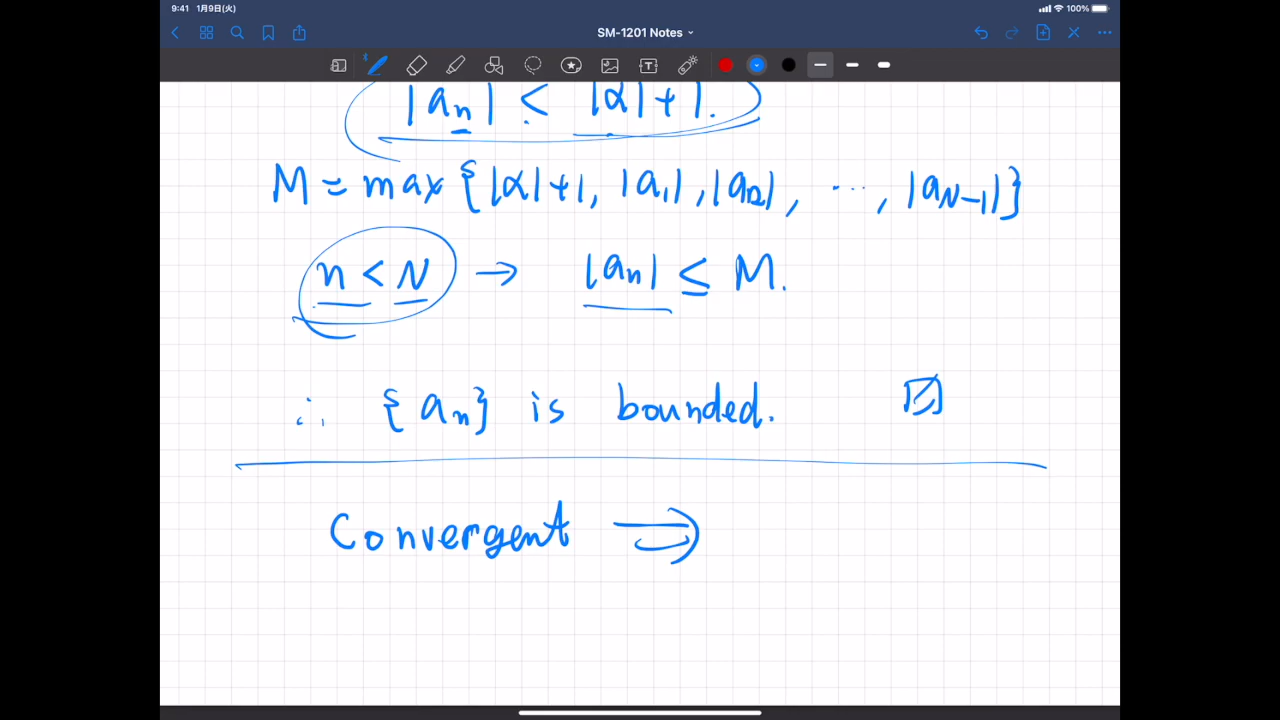 9:41 1月9日(火) 100%
SM-1201 Notes
|an| < |α|+1.
M = max {|α|+1, |a1|, |a2|, ⋯, |aN-1|}
n < N → |an| ≤ M.
∴ {an} is bounded.
Convergent ⇒